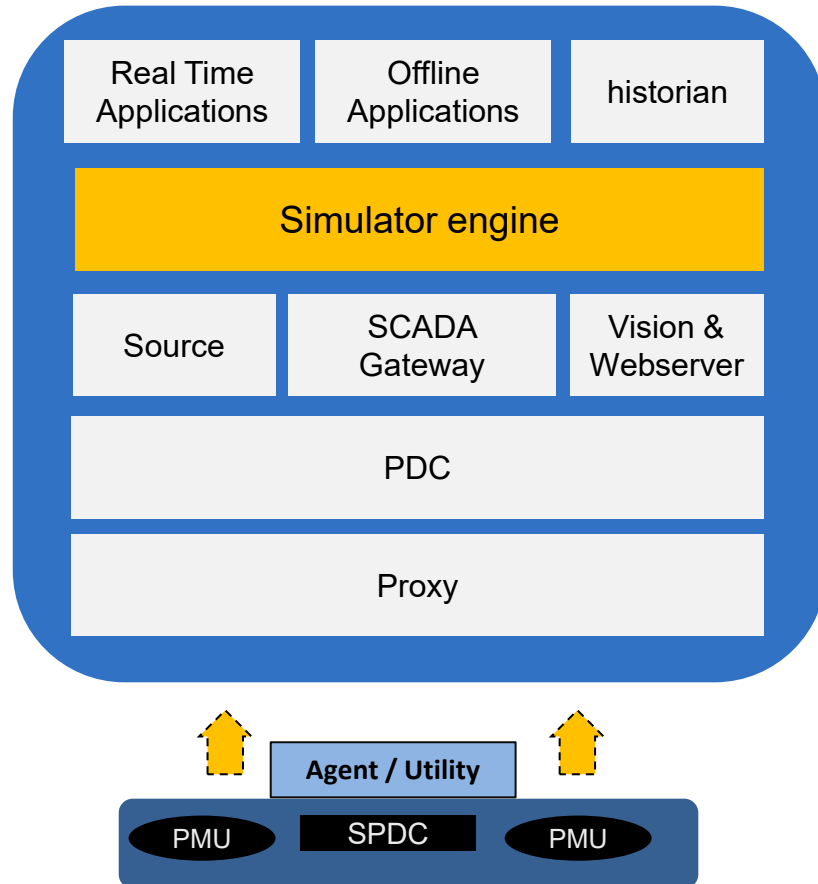 Real Time
Applications
Offline
Applications
historian
Simulator engine
Source
SCADA
Gateway
Vision &
Webserver
PDC
Proxy
Agent / Utility
PMU
SPDC
PMU